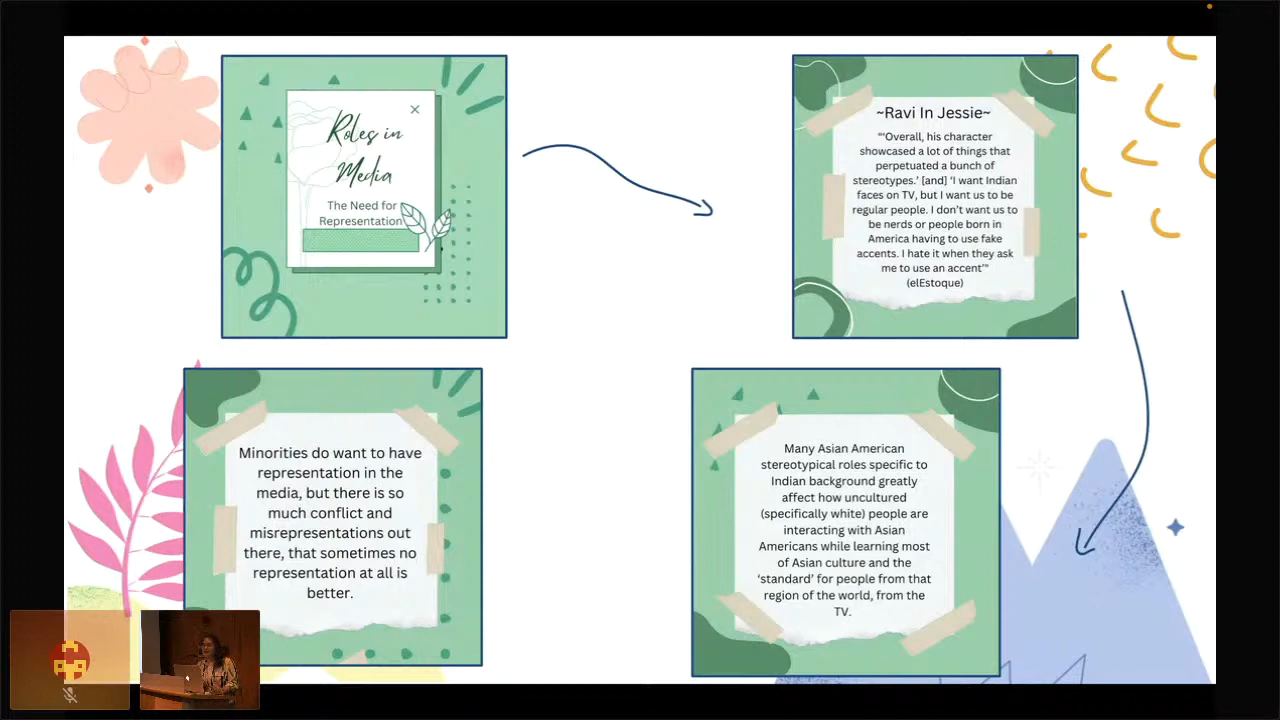 Roles in
Media
The Need for
Representation
~Ravi In Jessie~
"'Overall, his character
showcased a lot of things that
perpetuated a bunch of
stereotypes.' [and] 'I want Indian
faces on TV, but I want us to be
regular people. I don't want us to
be nerds or people born in
America having to use fake
accents. I hate it when they ask
me to use an accent'"
(elEstoque)
Minorities do want to have
representation in the
media, but there is so
much conflict and
misrepresentations out
there, that sometimes no
representation at all is
better.
Many Asian American
stereotypical roles specific to
Indian background greatly
affect how uncultured
(specifically white) people are
interacting with Asian
Americans while learning most
of Asian culture and the
'standard' for people from that
region of the world, from the
TV.